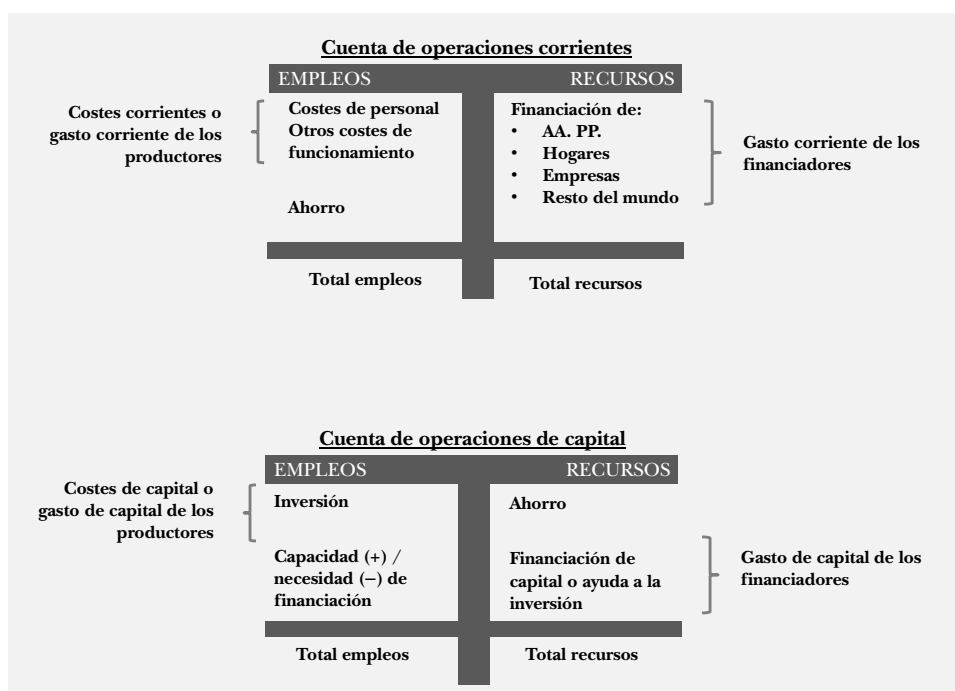 Cuenta de operaciones corrientes
EMPLEOS
RECURSOS
Costes corrientes o
gasto corriente de los
productores
Costes de personal
Otros costes de
funcionamiento
Ahorro
Financiación de:
• AA. PP.
• Hogares
• Empresas
• Resto del mundo
Gasto corriente de los
financiadores
Total empleos
Total recursos
Cuenta de operaciones de capital
EMPLEOS
RECURSOS
Costes de capital o
gasto de capital de los
productores
Inversión
Capacidad (+) /
necesidad (−) de
financiación
Ahorro
Financiación de
capital o ayuda a la
inversión
Gasto de capital de los
financiadores
Total empleos
Total recursos